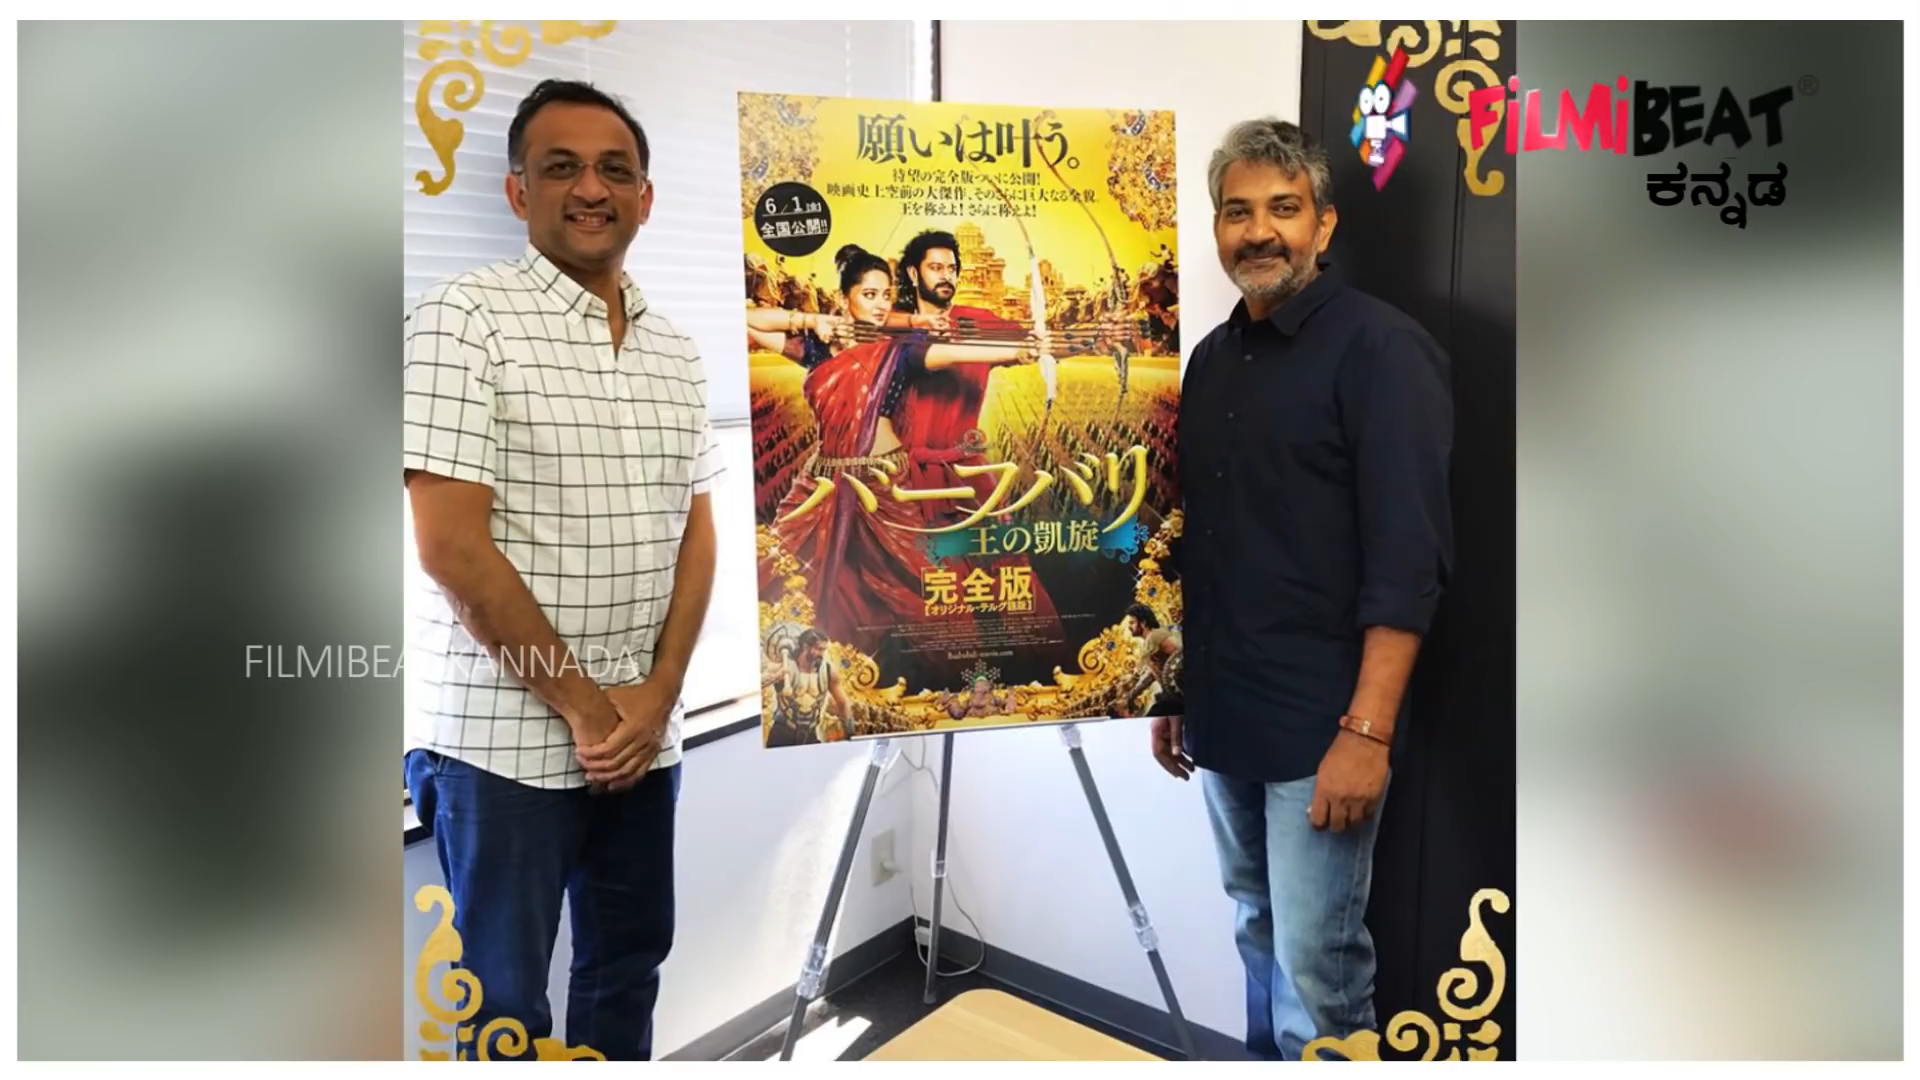 FiLMiBEAT®
ಕನ್ನಡ
願いは叶う。
待望の完全版ついに公開!
映画史上空前の大傑作、そのさらに巨大なる全貌。
王を称えよ! さらに称えよ!
6/1(金)
全国公開!!
バーフバリ
王の凱旋
完全版
【オリジナル・テルグ語版】
Baahubali-movie.com
FILMIBEAT KANNADA